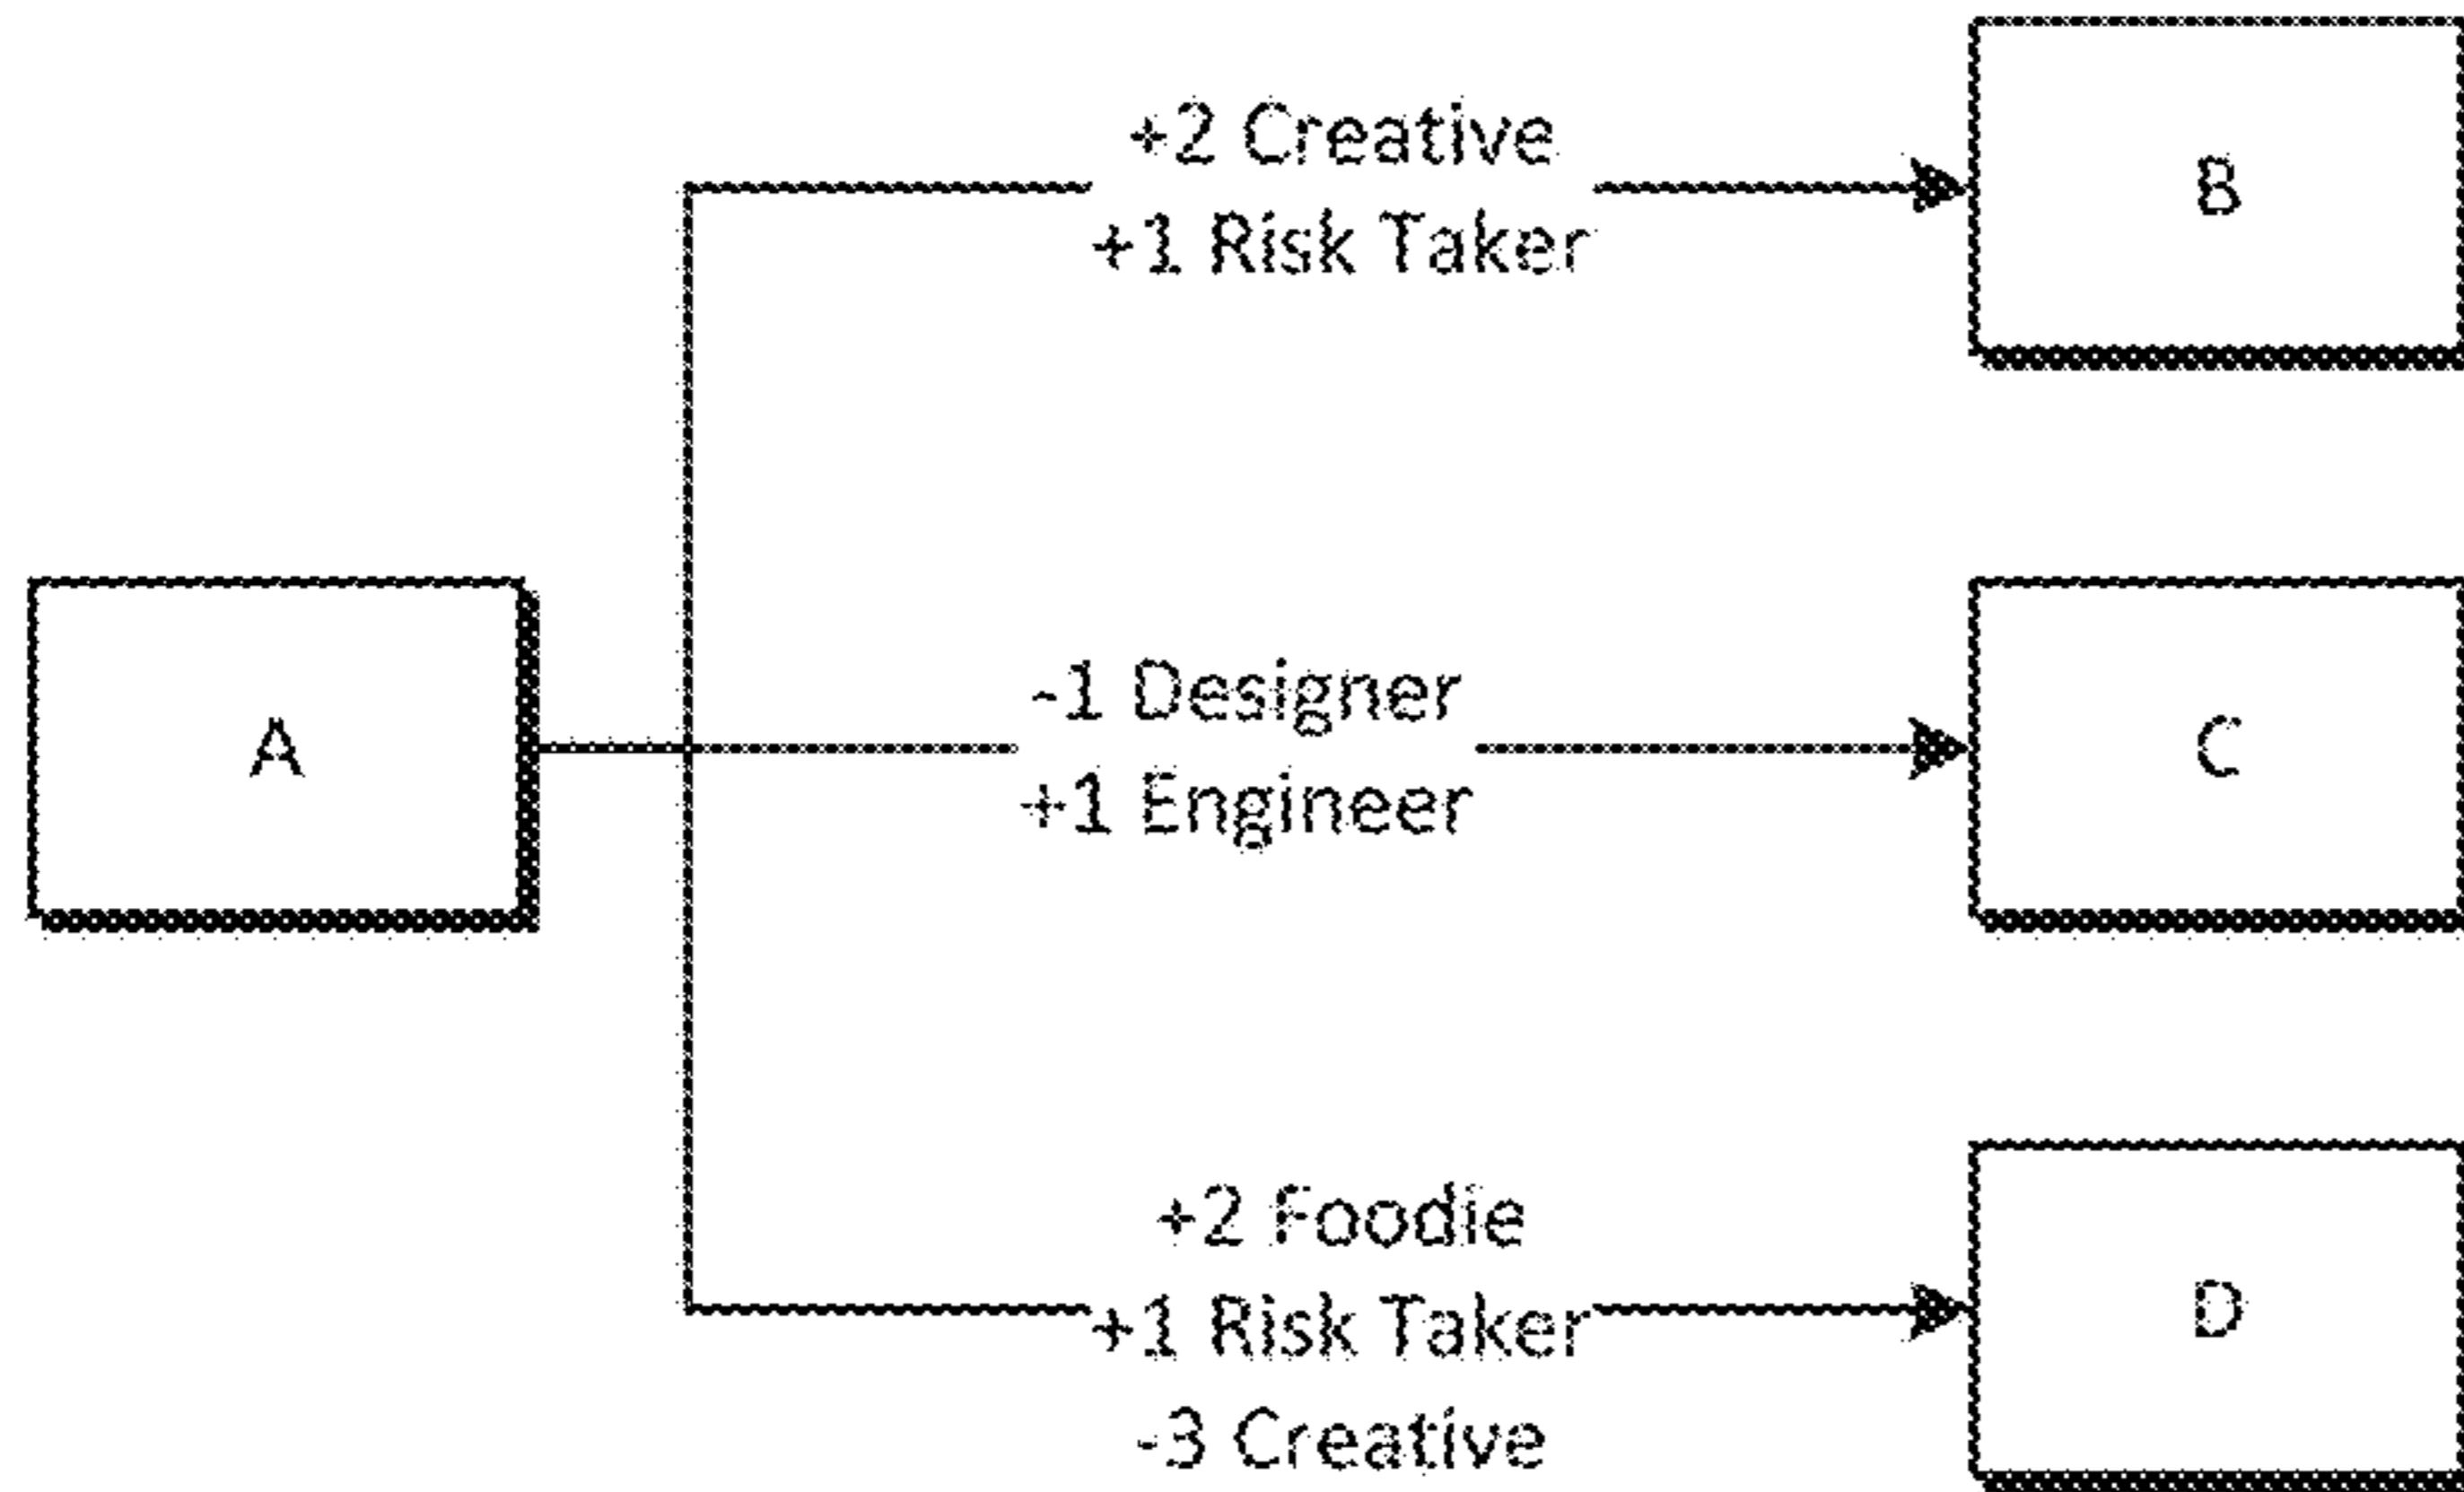 +2 Creative
+1 Risk Taker
B
A
-1 Designer
+1 Engineer
C
+2 Foodie
+1 Risk Taker
-3 Creative
D